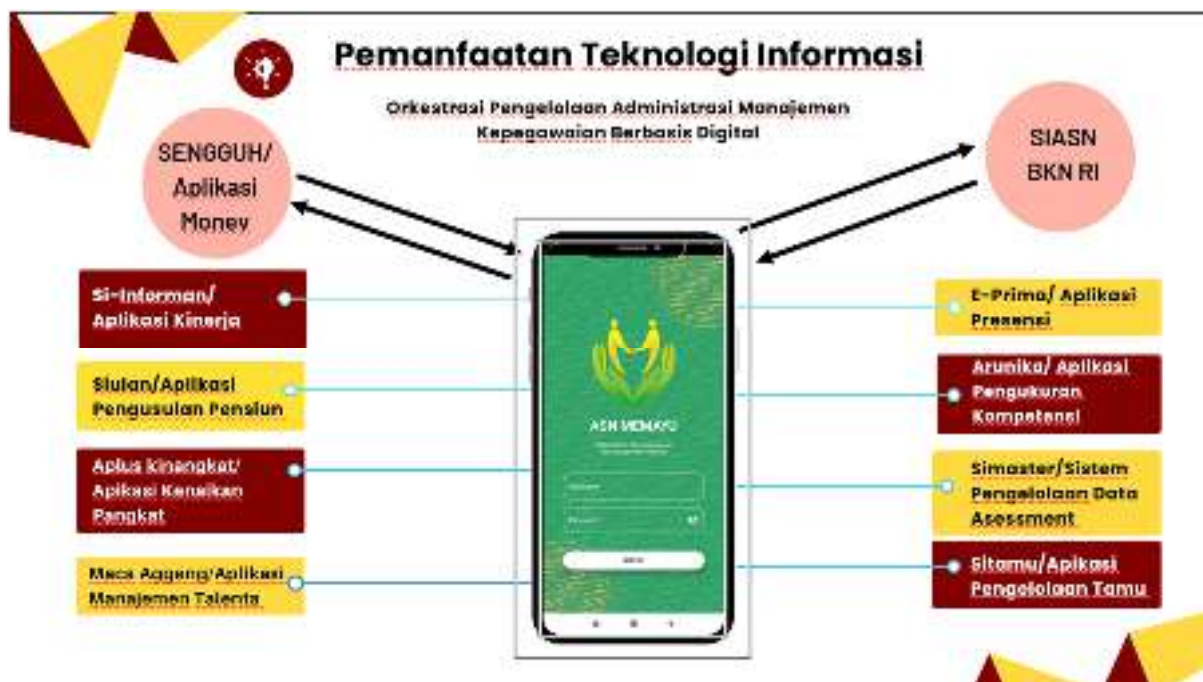 Pemanfaatan Teknologi Informasi
Orkestrasi Pengelolaan Administrasi Manajemen
Kepegawaian Berbasis Digital
SENGGUH/
Aplikasi
Monev
SIASN
BKN RI
Si-Informan/
Aplikasi Kinerja
Siulan/Aplikasi
Pengusulan Pensiun
Aplus kinangkat/
Apikasi Kenaikan
Pangkat
Maca Aggeng/Aplikasi
Manajemen Talenta
ASN MEMAYU
E-Prima/ Aplikasi
Presensi
Arunika/ Aplikasi
Pengukuran
Kompetensi
Simaster/Sistem
Pengelolaan Data
Asessment
Sitamu/Apikasi
Pengelolaan Tamu